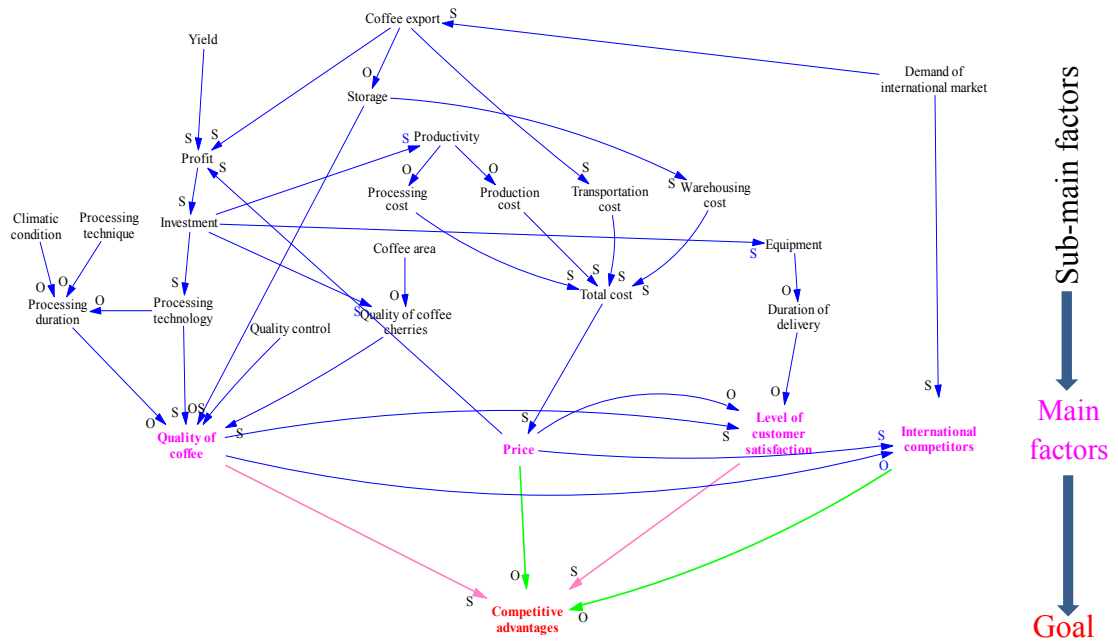 Coffee export
S
Yield
Demand of
international market
O
Storage
S
S
Profit
S
S Productivity
O
O
S
S
S
Processing
cost
Production
cost
Transportation
cost
Warehousing
cost
Climatic
condition
Processing
technique
Investment
Coffee area
S
Equipment
O
O
O
S
O
S
S
S
S
O
Total cost
Processing
duration
Processing
technology
S
Quality of coffee
cherries
Quality control
Duration of
delivery
O
S
OS
S
S
O
S
O
S
S
O
Quality of
coffee
Price
Level of
customer
satisfaction
International
competitors
O
S
S
O
Competitive
advantages
Sub-main factors
Main
factors
Goal